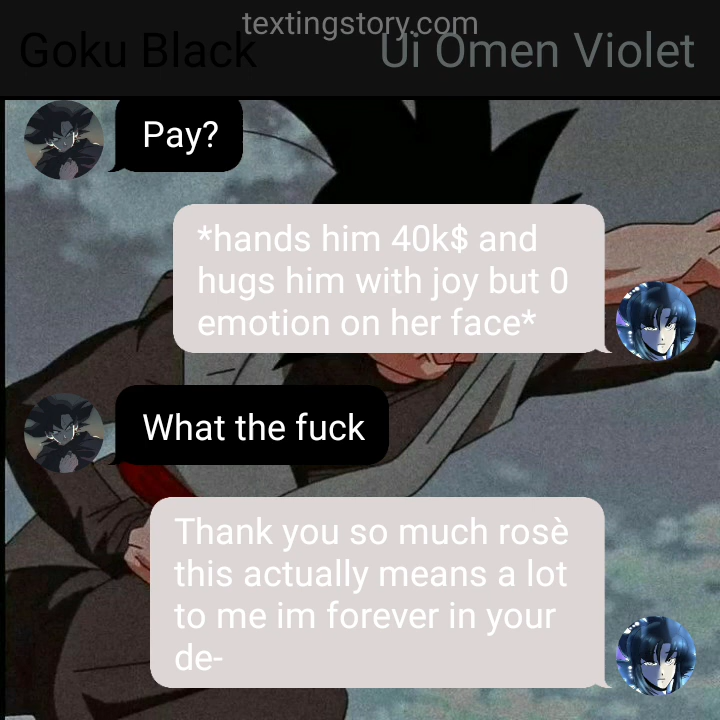 textingstory.com
Goku Black
Ui Omen Violet
Pay?
*hands him 40k$ and
hugs him with joy but 0
emotion on her face*
What the fuck
Thank you so much rosè
this actually means a lot
to me im forever in your
de-